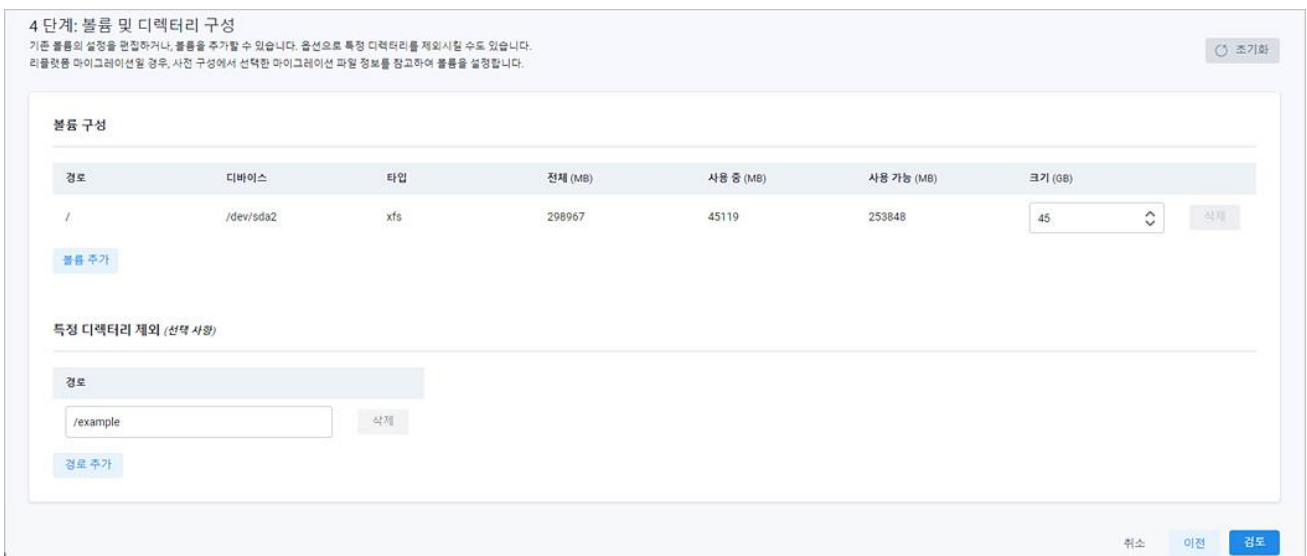 4 단계: 볼륨 및 디렉터리 구성
기존 볼륨의 설정을 편집하거나, 볼륨을 추가할 수 있습니다. 옵션으로 특정 디렉터리를 제외시킬 수도 있습니다.
리플랫폼 마이그레이션일 경우, 사전 구성에서 선택한 마이그레이션 파일 정보를 참고하여 볼륨을 설정합니다.
초기화
볼륨 구성
경로 디바이스 타입 전체 (MB) 사용 중 (MB) 사용 가능 (MB) 크기 (GB)
/ /dev/sda2 xfs 298967 45119 253848 45 삭제
볼륨 추가
특정 디렉터리 제외 (선택 사항)
경로
/example 삭제
경로 추가
취소 이전 검토